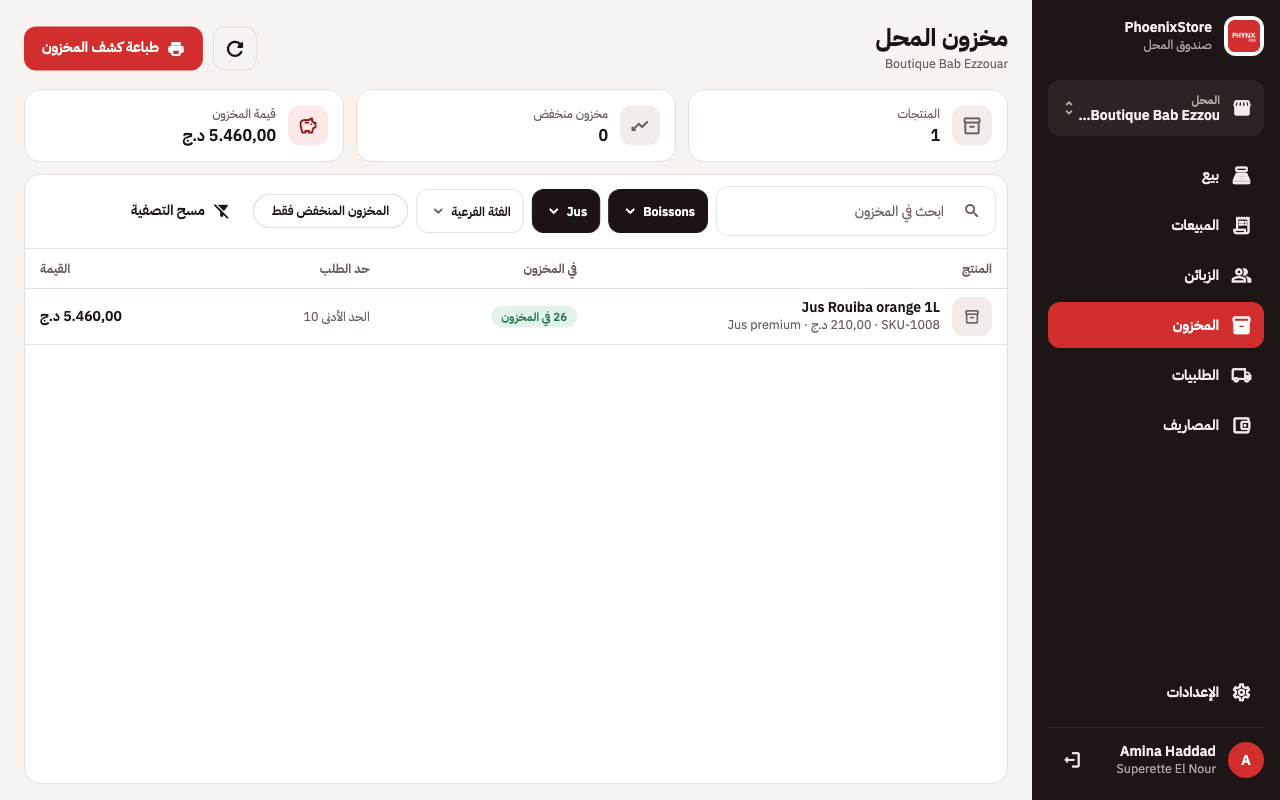 PhoenixStore
صندوق المحل
PHYNX
POS
المحل
Boutique Bab Ezzou...
بيع
المبيعات
الزبائن
المخزون
الطلبيات
المصاريف
الإعدادات
Amina Haddad
Superette El Nour
A
مخزون المحل
Boutique Bab Ezzouar
طباعة كشف المخزون
المنتجات
1
مخزون منخفض
0
قيمة المخزون
5.460,00 د.ج
ابحث في المخزون
Boissons
Jus
الفئة الفرعية
المخزون المنخفض فقط
مسح التصفية
المنتج
في المخزون
حد الطلب
القيمة
Jus Rouiba orange 1L
Jus premium · 210,00 د.ج · SKU-1008
26 في المخزون
الحد الأدنى 10
5.460,00 د.ج